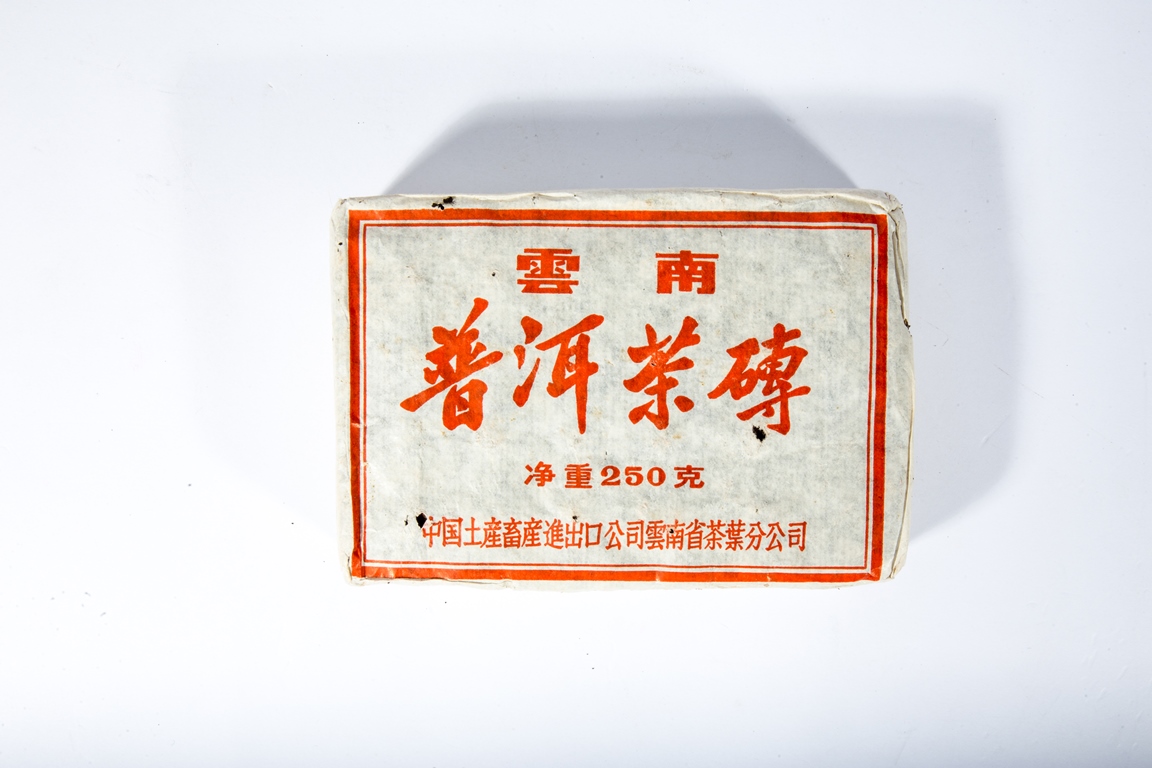 雲南
普洱茶磚
净重250克
中国土産畜産進出口公司雲南省茶葉分公司